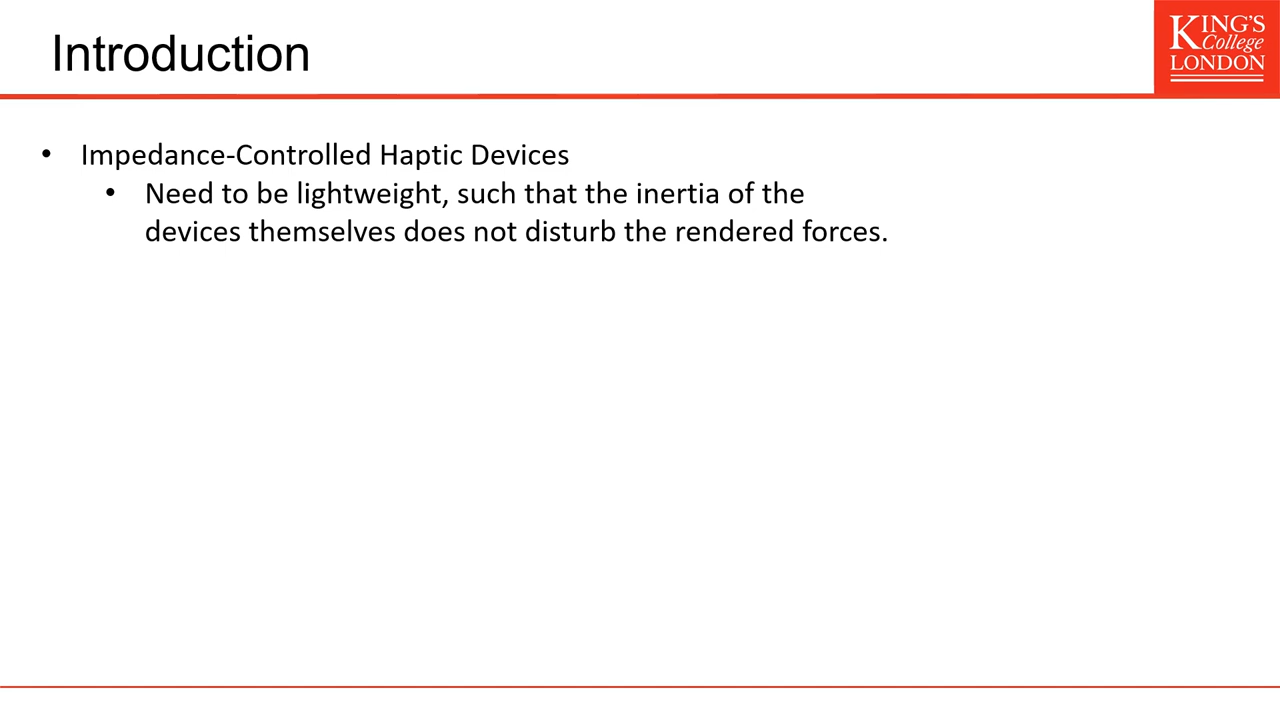 Introduction
KING'S
College
LONDON
• Impedance-Controlled Haptic Devices
• Need to be lightweight, such that the inertia of the
devices themselves does not disturb the rendered forces.